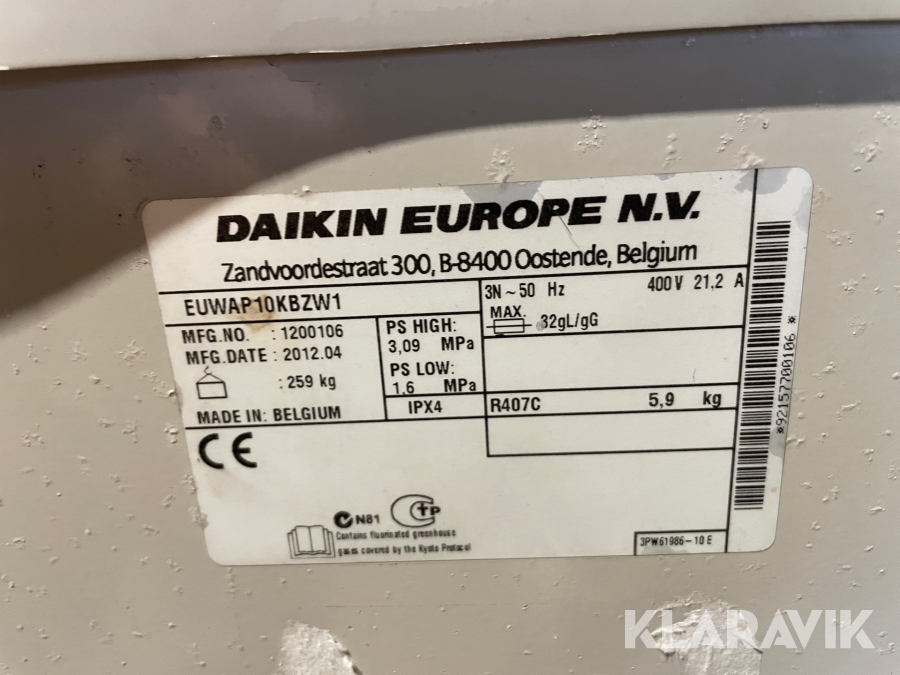 DAIKIN EUROPE N.V.
Zandvoordestraat 300, B-8400 Oostende, Belgium
EUWAP10KBZW1
3N~50 Hz 400V 21,2 A
MFG.NO. : 1200106
MFG.DATE : 2012.04
: 259 kg
MADE IN: BELGIUM
PS HIGH:
3,09 MPa
PS LOW:
1,6 MPa
IPX4
MAX.
32gL/gG
R407C 5,9 kg
CE
N81
CTP
Contains fluorinated greenhouse
gases covered by the Kyoto Protocol
3PW61986-10 E
*92157700106*
KLARAVIK